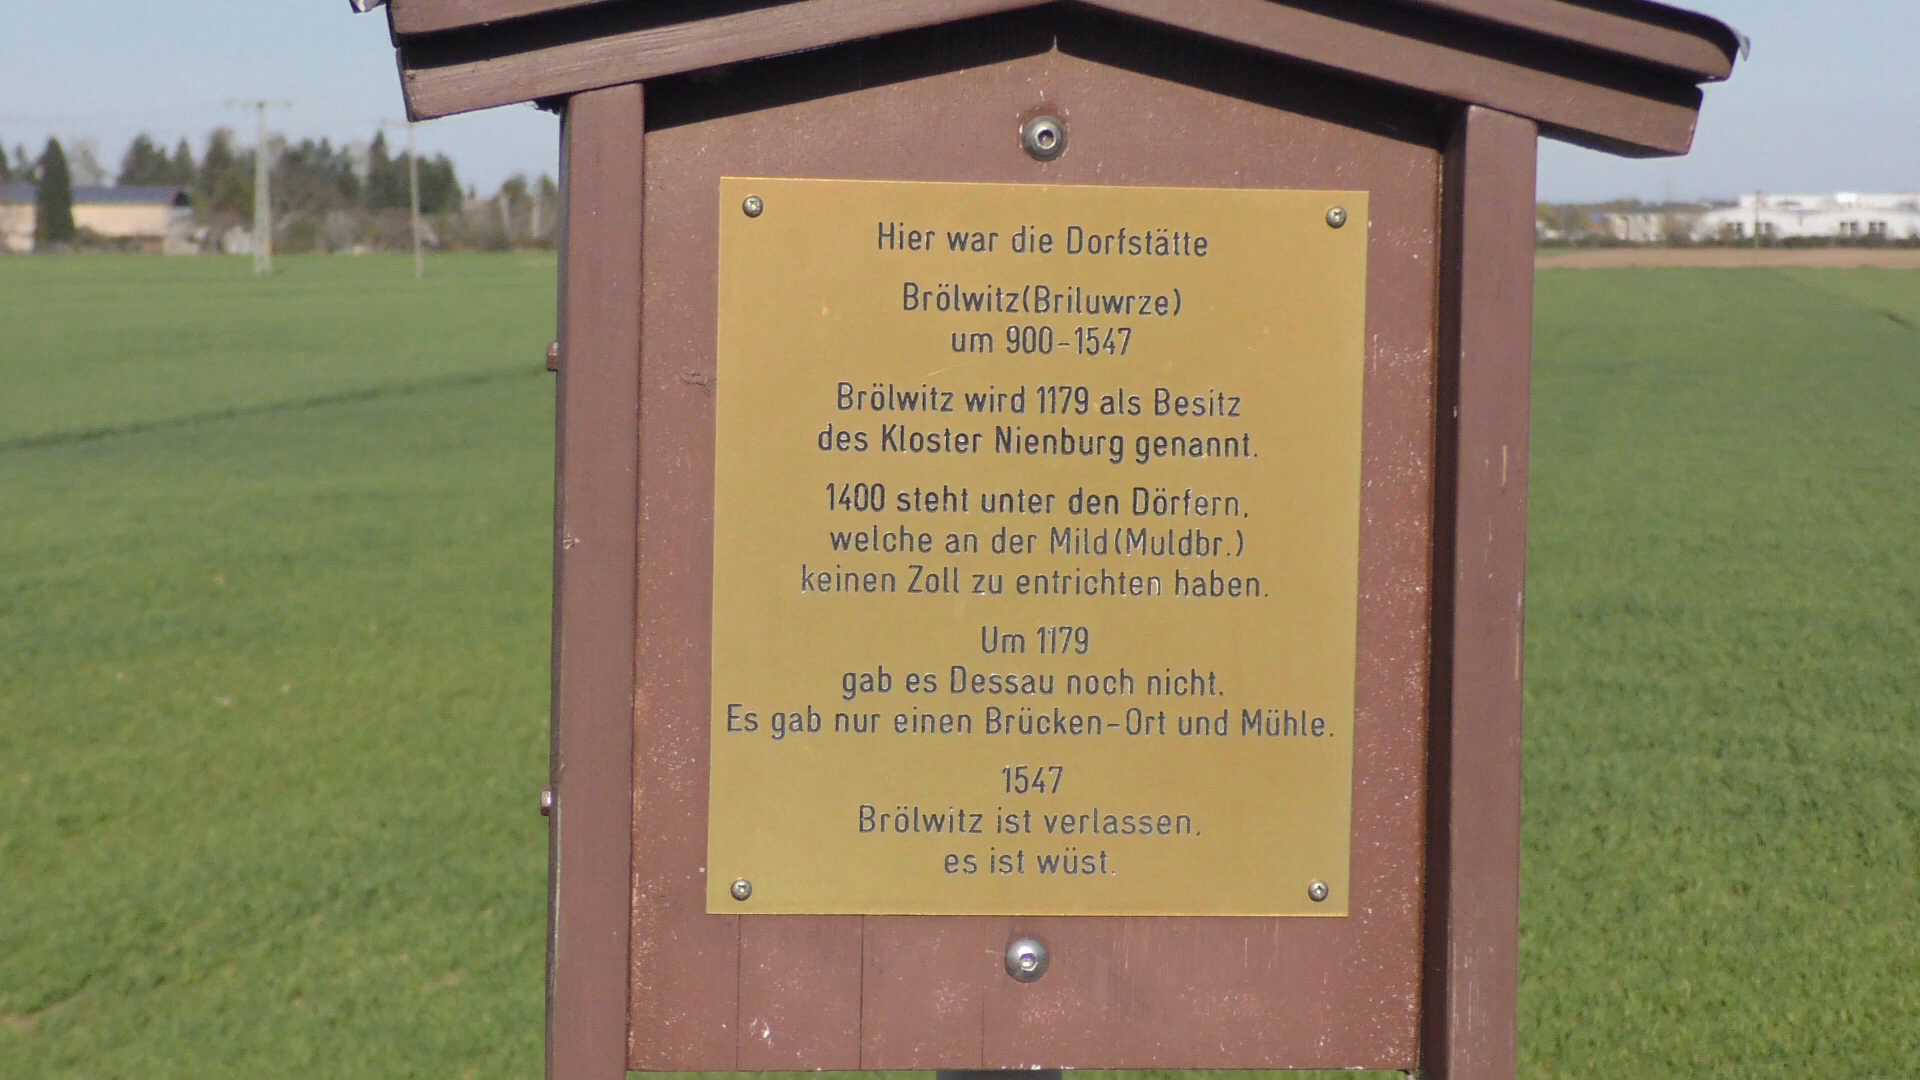 Hier war die Dorfstätte
Brölwitz(Briluwrze)
um 900-1547
Brölwitz wird 1179 als Besitz
des Kloster Nienburg genannt.
1400 steht unter den Dörfern,
welche an der Mild(Muldbr.)
keinen Zoll zu entrichten haben.
Um 1179
gab es Dessau noch nicht.
Es gab nur einen Brücken-Ort und Mühle.
1547
Brölwitz ist verlassen,
es ist wüst.